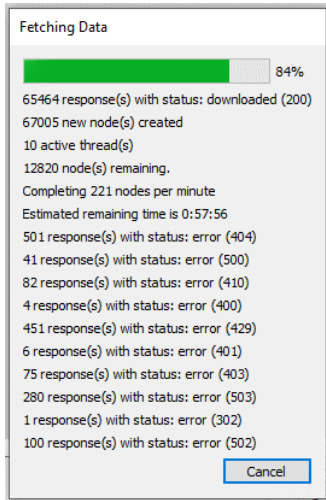 Fetching Data
84%
65464 response(s) with status: downloaded (200)
67005 new node(s) created
10 active thread(s)
12820 node(s) remaining.
Completing 221 nodes per minute
Estimated remaining time is 0:57:56
501 response(s) with status: error (404)
41 response(s) with status: error (500)
82 response(s) with status: error (410)
4 response(s) with status: error (400)
451 response(s) with status: error (429)
6 response(s) with status: error (401)
75 response(s) with status: error (403)
280 response(s) with status: error (503)
1 response(s) with status: error (302)
100 response(s) with status: error (502)
Cancel